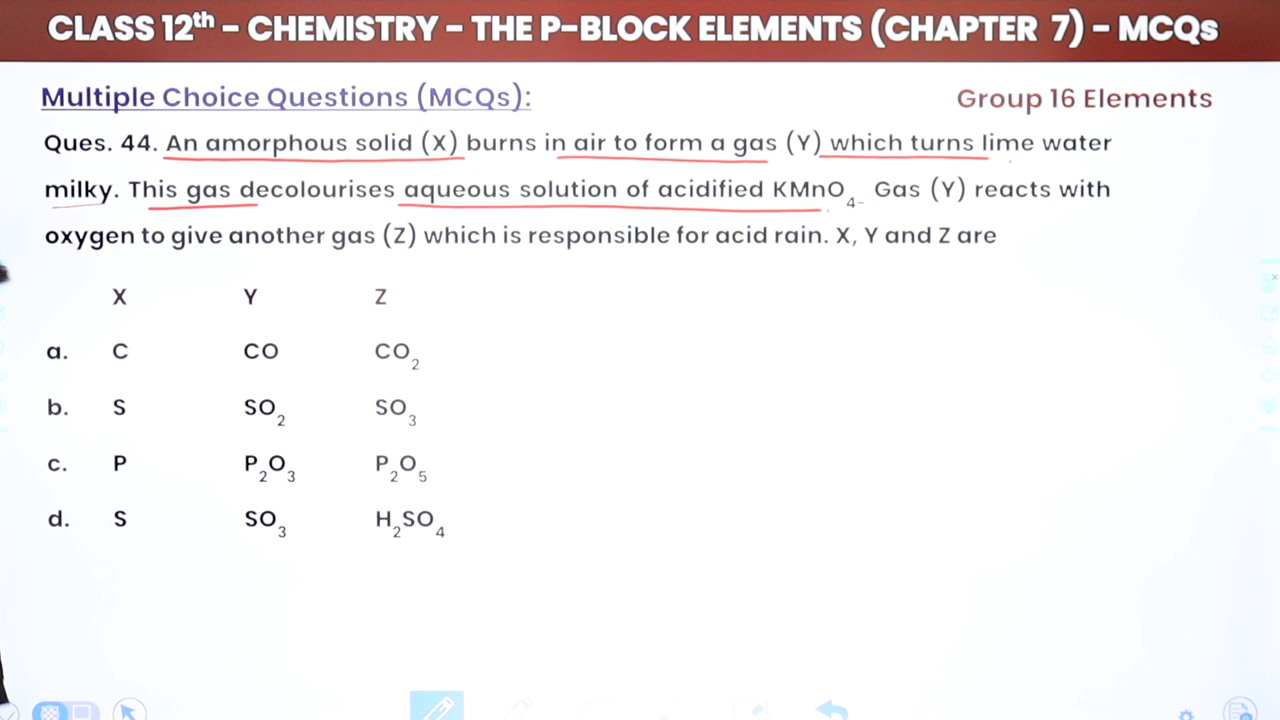 CLASS 12th – CHEMISTRY – THE P-BLOCK ELEMENTS (CHAPTER 7) – MCQs
Multiple Choice Questions (MCQs):
Group 16 Elements
Ques. 44. An amorphous solid (X) burns in air to form a gas (Y) which turns lime water
milky. This gas decolourises aqueous solution of acidified KMnO₄₋ Gas (Y) reacts with
oxygen to give another gas (Z) which is responsible for acid rain. X, Y and Z are
X Y Z
a. C CO CO₂
b. S SO₂ SO₃
c. P P₂O₃ P₂O₅
d. S SO₃ H₂SO₄